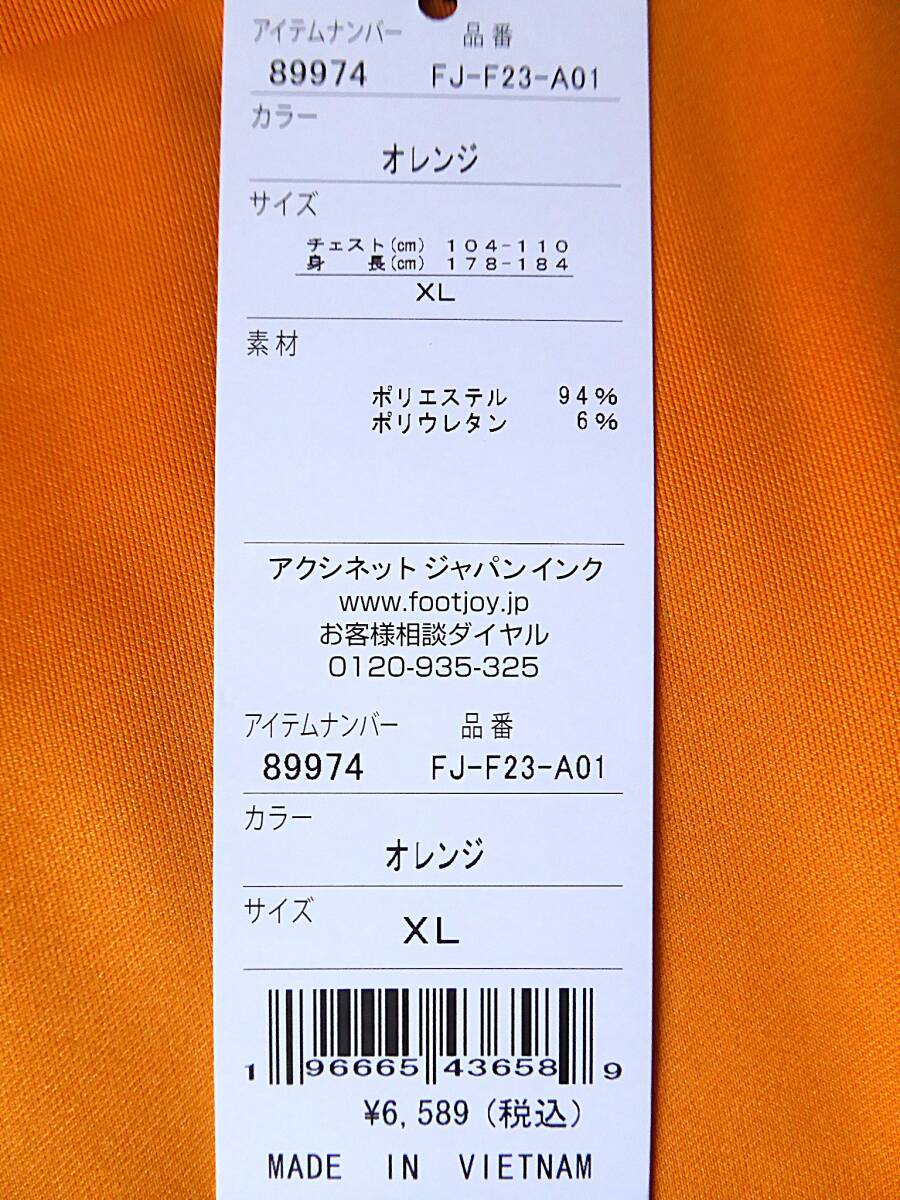 アイテムナンバー 品番
89974 FJ-F23-A01
カラー
オレンジ
サイズ
チェスト(cm) 104-110
身 長(cm) 178-184
XL
素材
ポリエステル 94%
ポリウレタン 6%
アクシネット ジャパン インク
www.footjoy.jp
お客様相談ダイヤル
0120-935-325
アイテムナンバー 品番
89974 FJ-F23-A01
カラー
オレンジ
サイズ
XL
1 96665 43658 9
¥6,589 (税込)
MADE IN VIETNAM